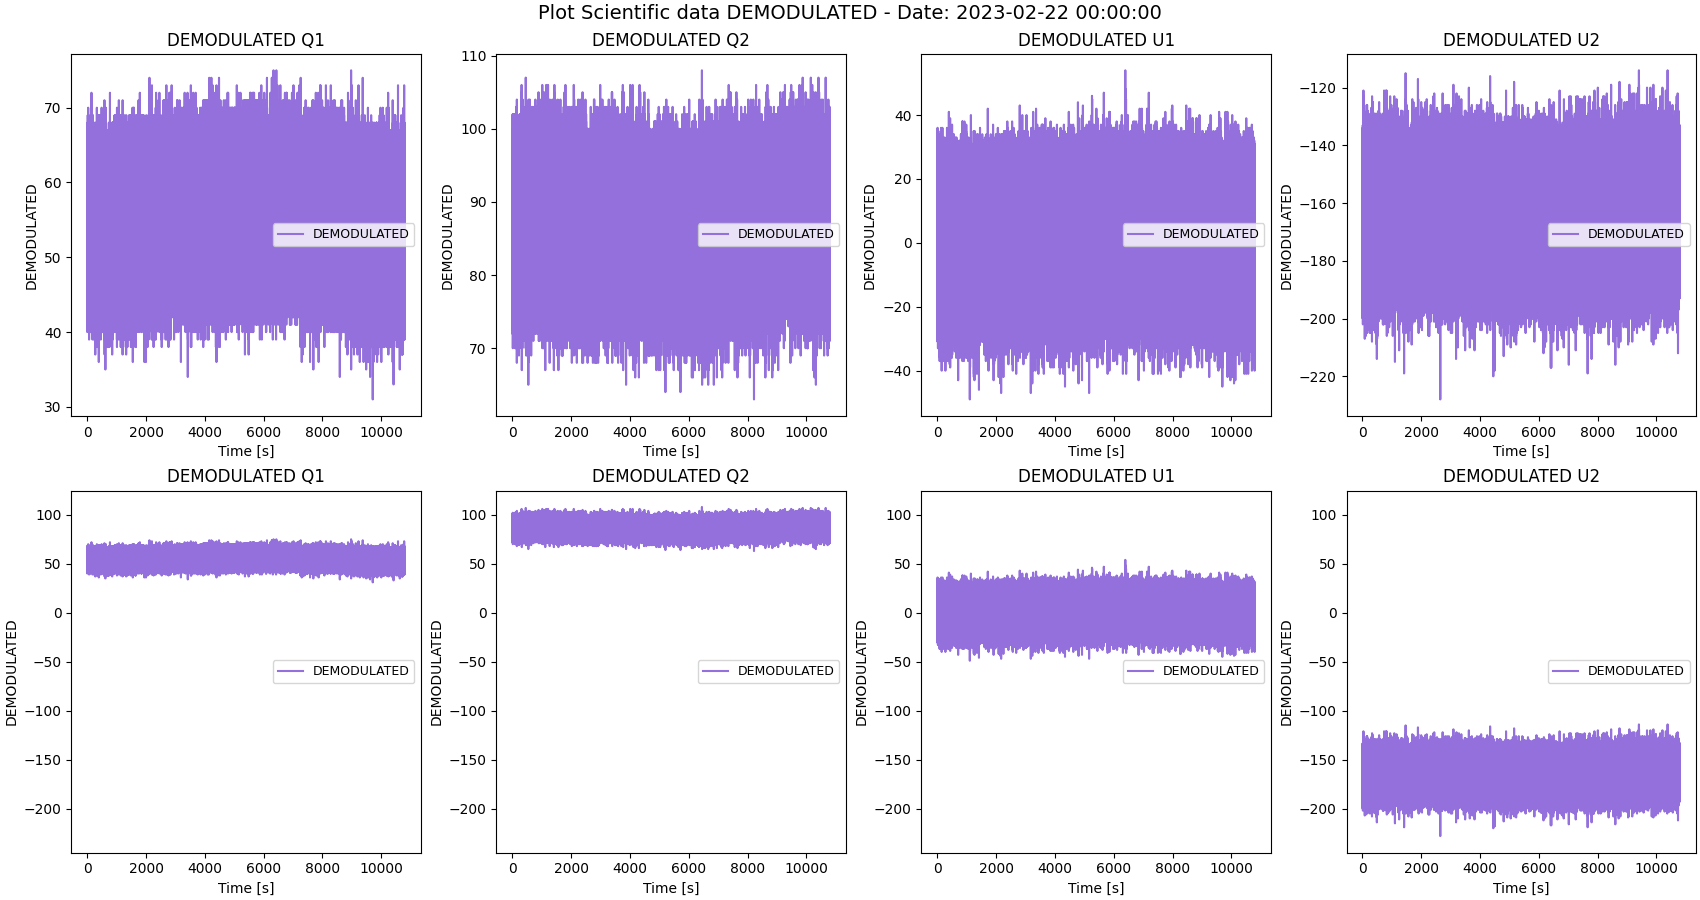 Plot Scientific data DEMODULATED - Date: 2023-02-22 00:00:00
DEMODULATED Q1
DEMODULATED
70
60
50
40
30
DEMODULATED
0 2000 4000 6000 8000 10000
Time [s]
DEMODULATED Q2
DEMODULATED
110
100
90
80
70
DEMODULATED
0 2000 4000 6000 8000 10000
Time [s]
DEMODULATED U1
DEMODULATED
40
20
0
−20
−40
DEMODULATED
0 2000 4000 6000 8000 10000
Time [s]
DEMODULATED U2
DEMODULATED
−120
−140
−160
−180
−200
−220
DEMODULATED
0 2000 4000 6000 8000 10000
Time [s]
DEMODULATED Q1
DEMODULATED
100
50
0
−50
−100
−150
−200
DEMODULATED
0 2000 4000 6000 8000 10000
Time [s]
DEMODULATED Q2
DEMODULATED
100
50
0
−50
−100
−150
−200
DEMODULATED
0 2000 4000 6000 8000 10000
Time [s]
DEMODULATED U1
DEMODULATED
100
50
0
−50
−100
−150
−200
DEMODULATED
0 2000 4000 6000 8000 10000
Time [s]
DEMODULATED U2
DEMODULATED
100
50
0
−50
−100
−150
−200
DEMODULATED
0 2000 4000 6000 8000 10000
Time [s]